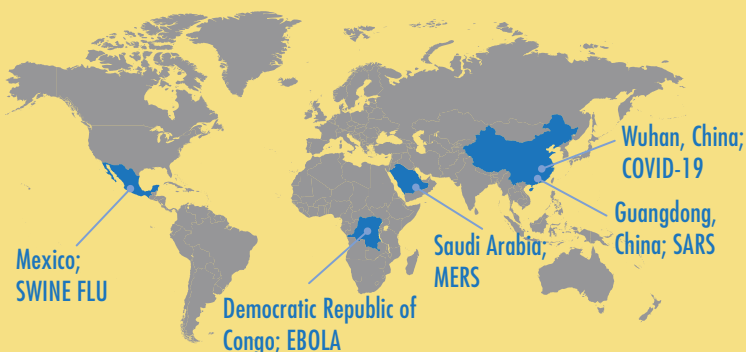 Wuhan, China;
COVID-19
Guangdong,
China; SARS
Saudi Arabia;
MERS
Mexico;
SWINE FLU
Democratic Republic of
Congo; EBOLA